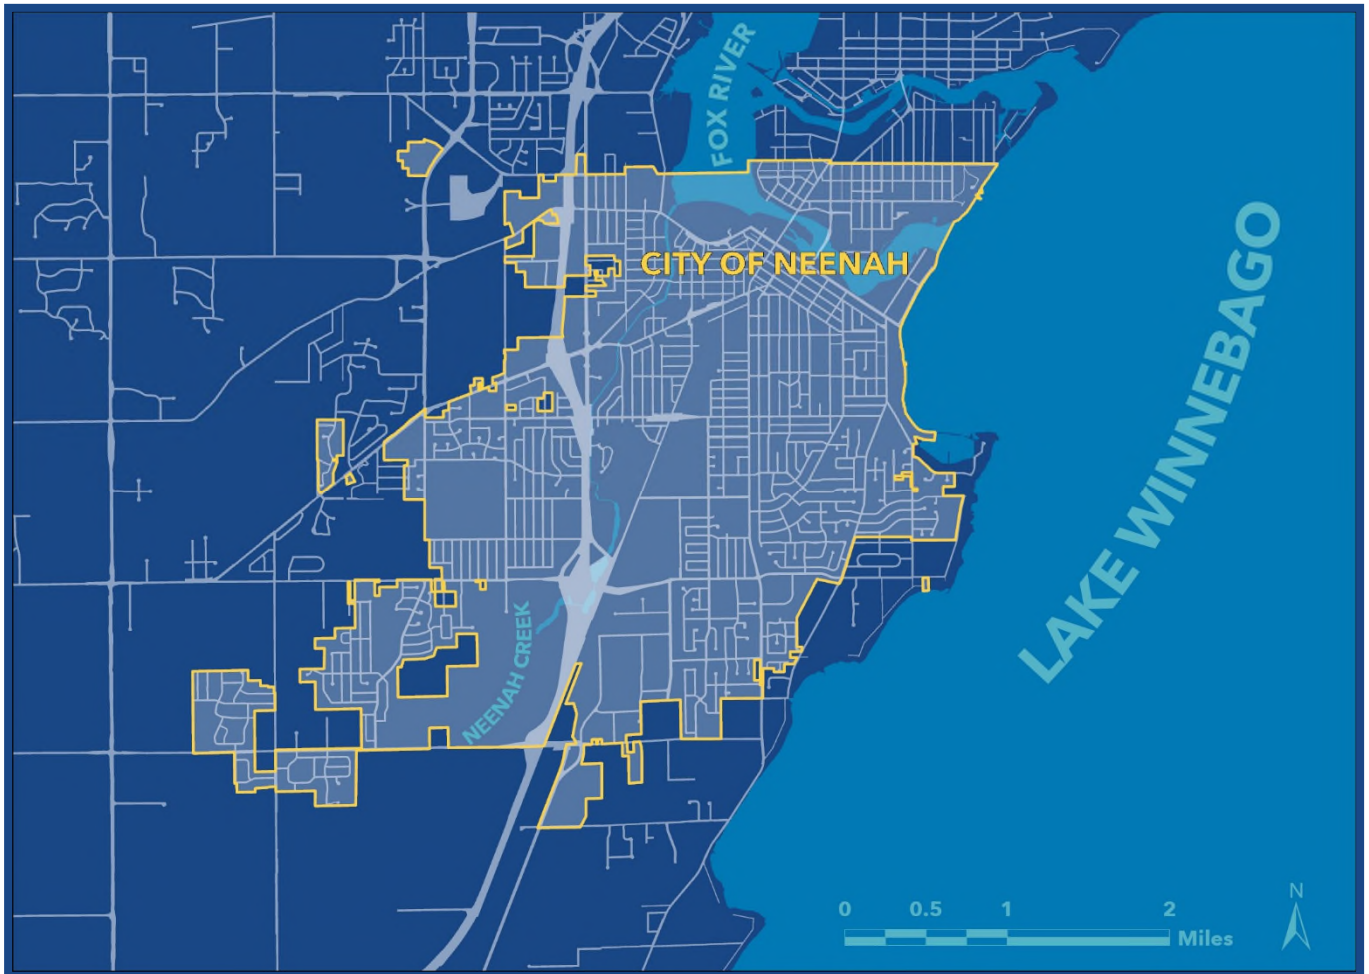 FOX RIVER
CITY OF NEENAH
LAKE WINNEBAGO
NEENAH CREEK
N
0 0.5 1 2
Miles